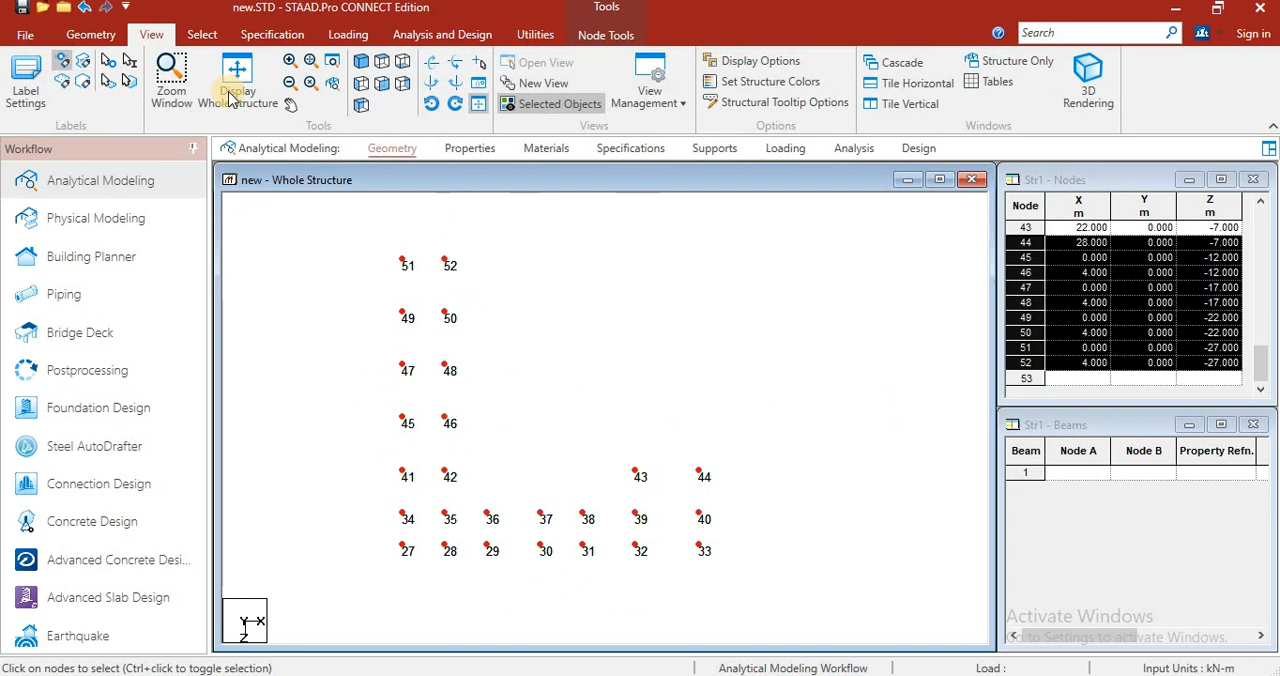 new.STD - STAAD.Pro CONNECT Edition
Tools
File Geometry View Select Specification Loading Analysis and Design Utilities Node Tools
Search
Sign in
Label Settings
Labels
Zoom Window
Display Whole Structure
Tools
Open View
New View
Selected Objects
View Management
Views
Display Options
Set Structure Colors
Structural Tooltip Options
Options
Cascade
Tile Horizontal
Tile Vertical
Structure Only
Tables
3D Rendering
Windows
Workflow
Analytical Modeling
Physical Modeling
Building Planner
Piping
Bridge Deck
Postprocessing
Foundation Design
Steel AutoDrafter
Connection Design
Concrete Design
Advanced Concrete Desi...
Advanced Slab Design
Earthquake
Analytical Modeling: Geometry Properties Materials Specifications Supports Loading Analysis Design
new - Whole Structure
51 52
49 50
47 48
45 46
41 42 43 44
34 35 36 37 38 39 40
27 28 29 30 31 32 33
Y X
Z
Str1 - Nodes
Node X m Y m Z m
43 22.000 0.000 -7.000
44 28.000 0.000 -7.000
45 0.000 0.000 -12.000
46 4.000 0.000 -12.000
47 0.000 0.000 -17.000
48 4.000 0.000 -17.000
49 0.000 0.000 -22.000
50 4.000 0.000 -22.000
51 0.000 0.000 -27.000
52 4.000 0.000 -27.000
53
Str1 - Beams
Beam Node A Node B Property Refn.
1
Activate Windows
Go to Settings to activate Windows.
Click on nodes to select (Ctrl+click to toggle selection)
Analytical Modeling Workflow
Load :
Input Units : kN-m